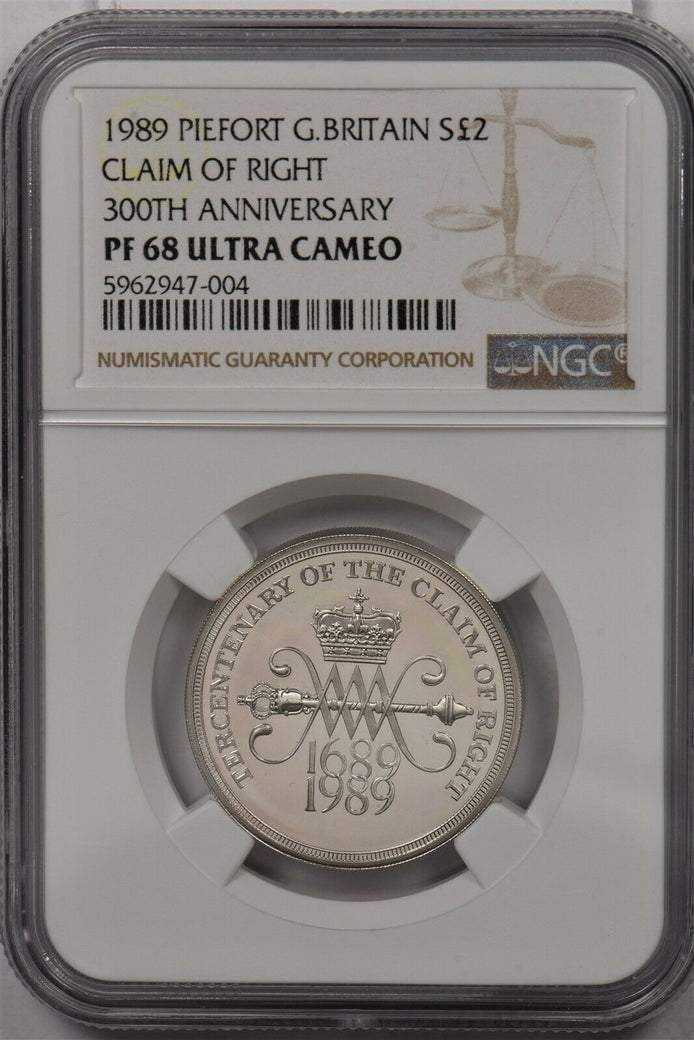 1989 PIEFORT G.BRITAIN S£2
CLAIM OF RIGHT
300TH ANNIVERSARY
PF 68 ULTRA CAMEO
5962947-004
NUMISMATIC GUARANTY CORPORATION
NGC®
TERCENTENARY OF THE CLAIM OF RIGHT
1689
1989